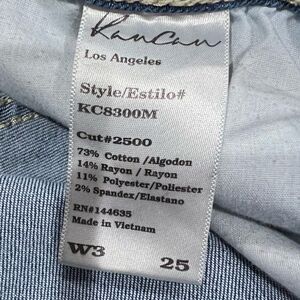 KanCan
Los Angeles
Style/Estilo#
KC8300M
Cut#2500
73% Cotton/Algodon
14% Rayon / Rayon
11% Polyester/Poliester
2% Spandex/Elastano
RN#144635
Made in Vietnam
W3 25